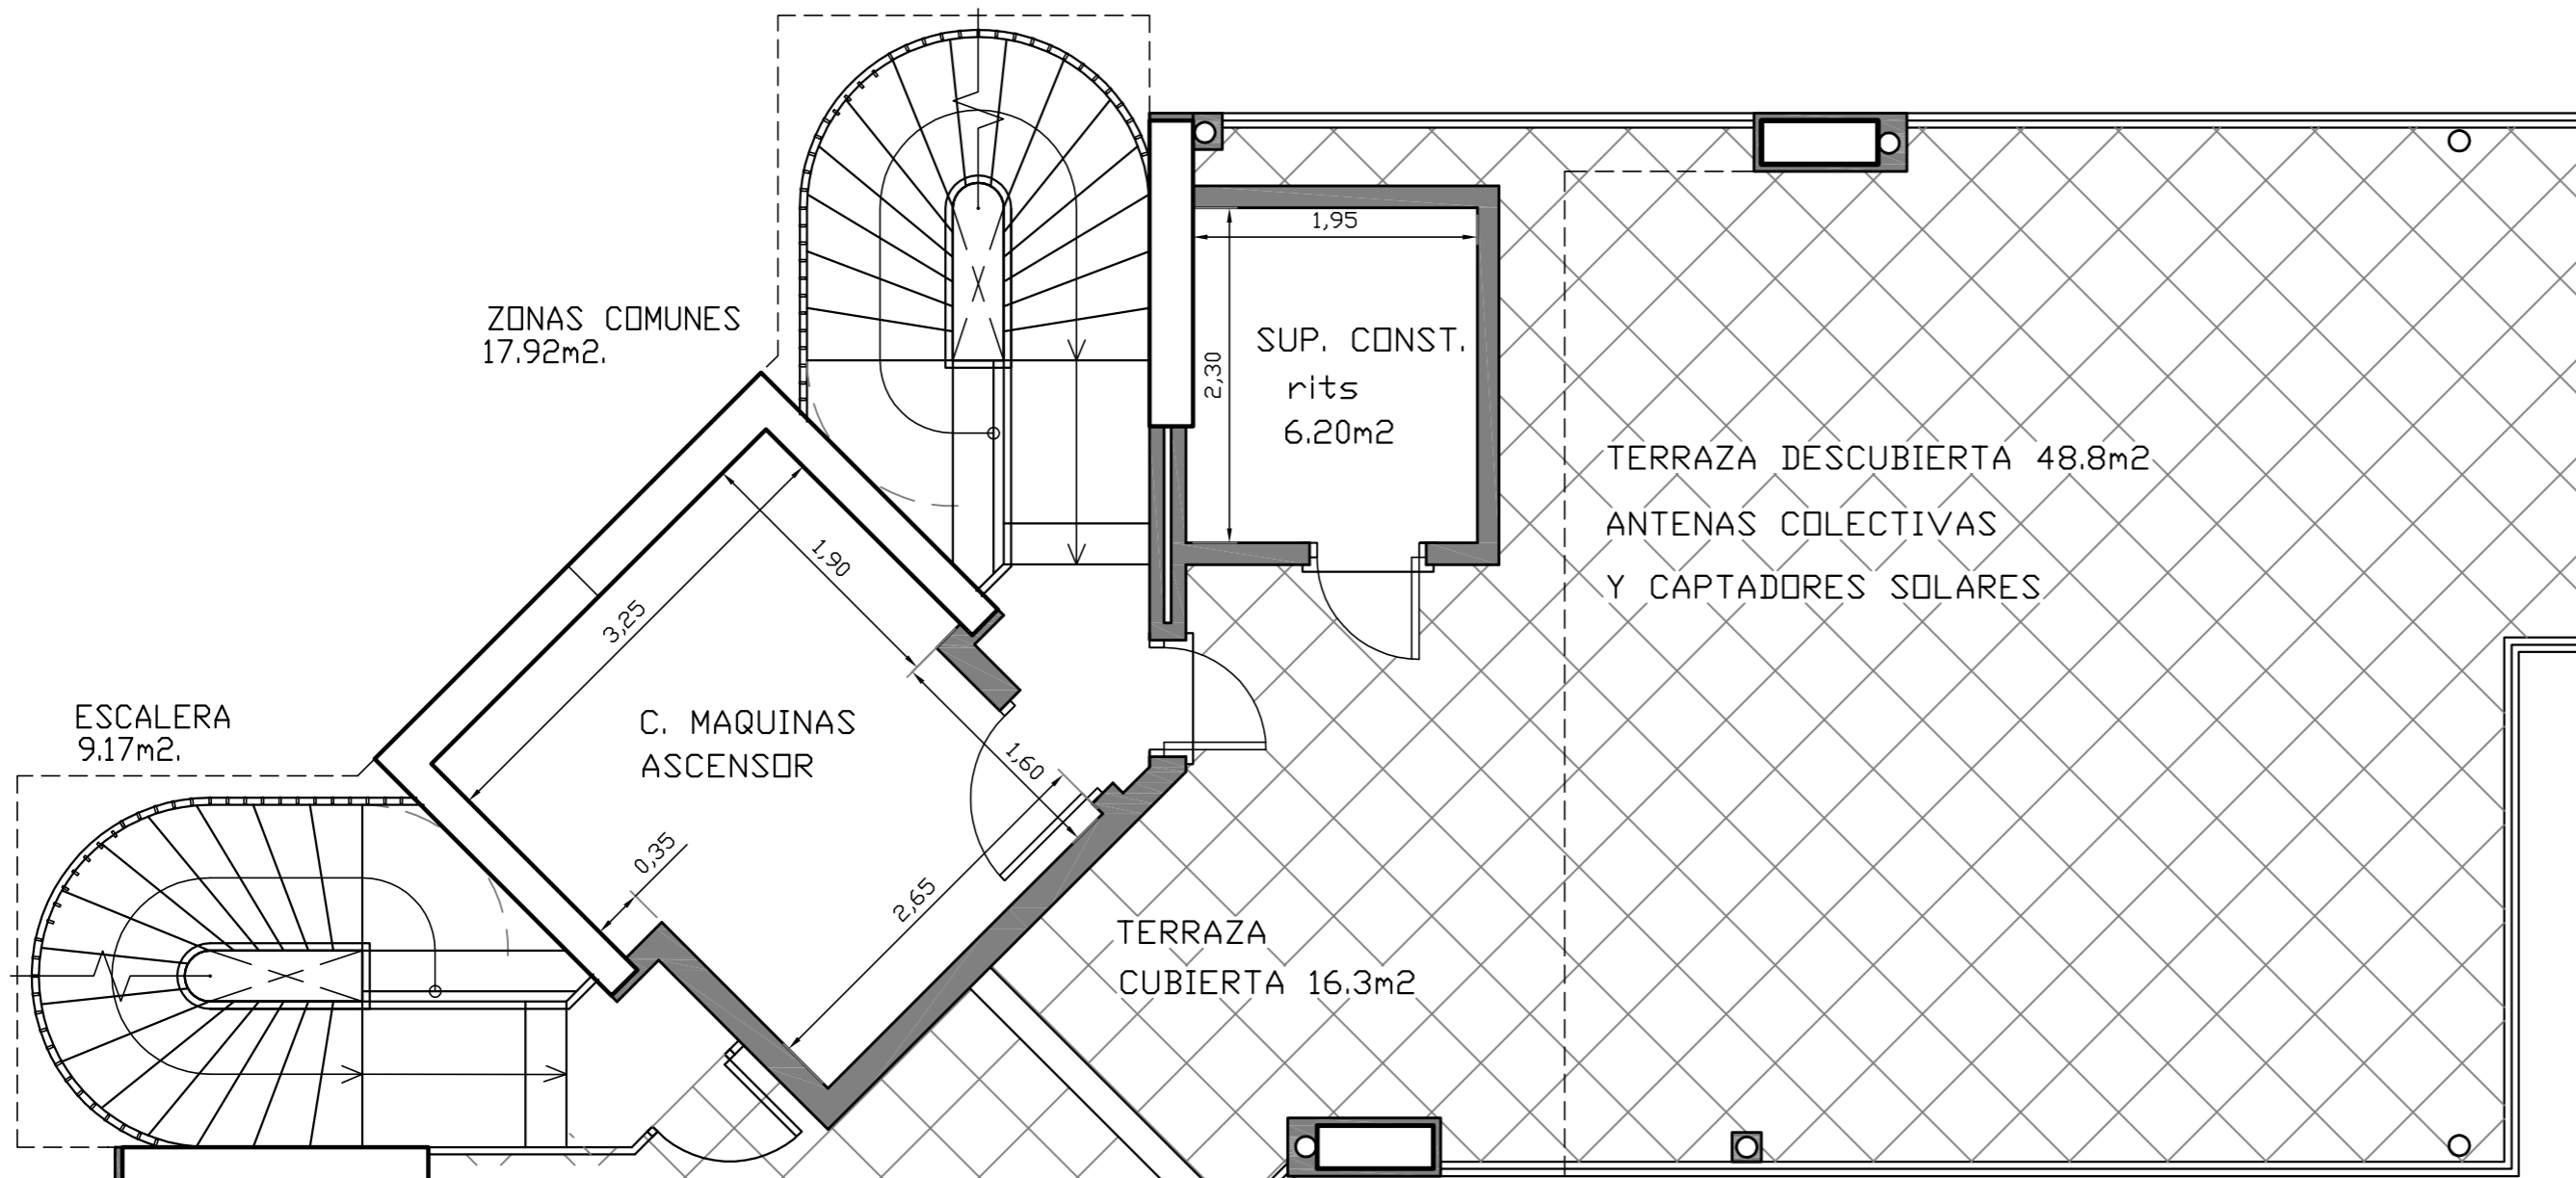 1,95
SUP. CONST.
rits
6.20m2
2,30
ZONAS COMUNES
17.92m2.
TERRAZA DESCUBIERTA 48.8m2
ANTENAS COLECTIVAS
Y CAPTADORES SOLARES
1,90
3,25
ESCALERA
9.17m2.
C. MAQUINAS
ASCENSOR
1,60
0,35
2,65
TERRAZA
CUBIERTA 16.3m2